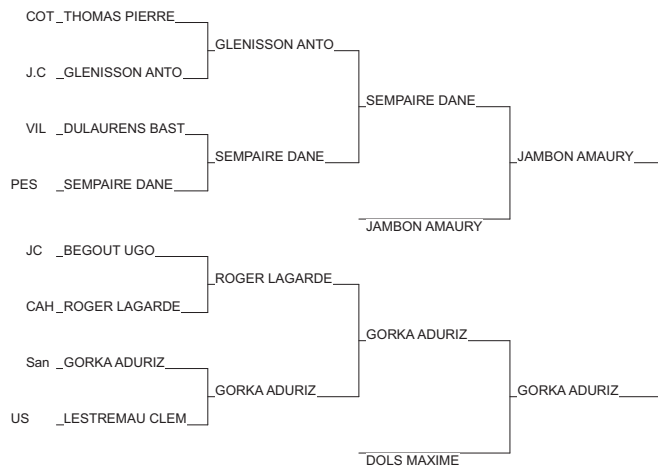 COT THOMAS PIERRE
GLENISSON ANTO
J.C GLENISSON ANTO
SEMPAIRE DANE
VIL DULAURENS BAST
SEMPAIRE DANE
JAMBON AMAURY
PES SEMPAIRE DANE
JAMBON AMAURY
JC BEGOUT UGO
ROGER LAGARDE
CAH ROGER LAGARDE
GORKA ADURIZ
San GORKA ADURIZ
GORKA ADURIZ
GORKA ADURIZ
US LESTREMAU CLEM
DOLS MAXIME